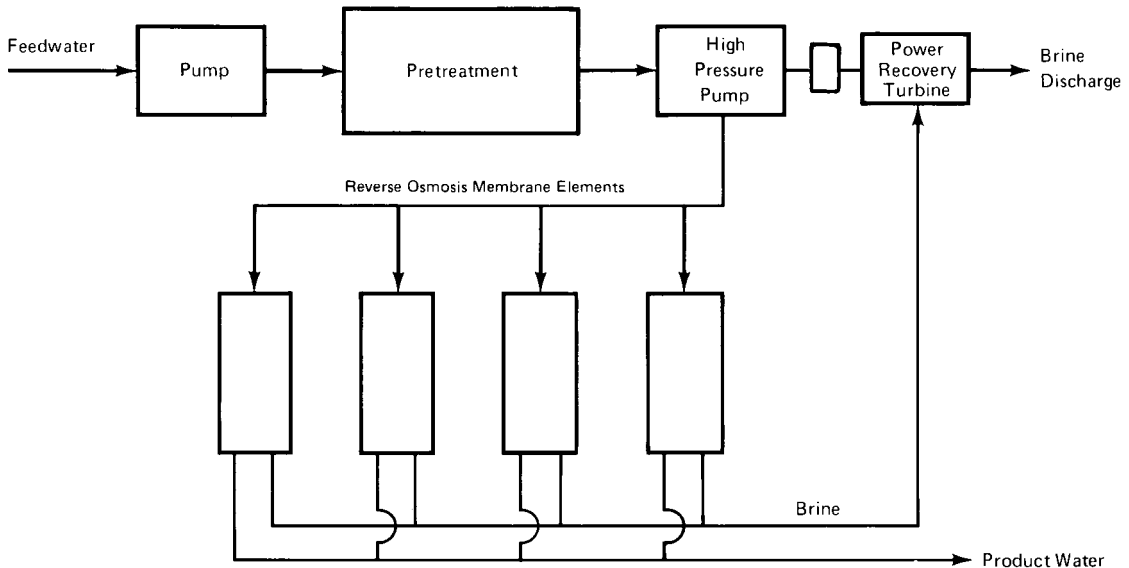 Feedwater
Pump
Pretreatment
High
Pressure
Pump
Power
Recovery
Turbine
Brine
Discharge
Reverse Osmosis Membrane Elements
Brine
Product Water